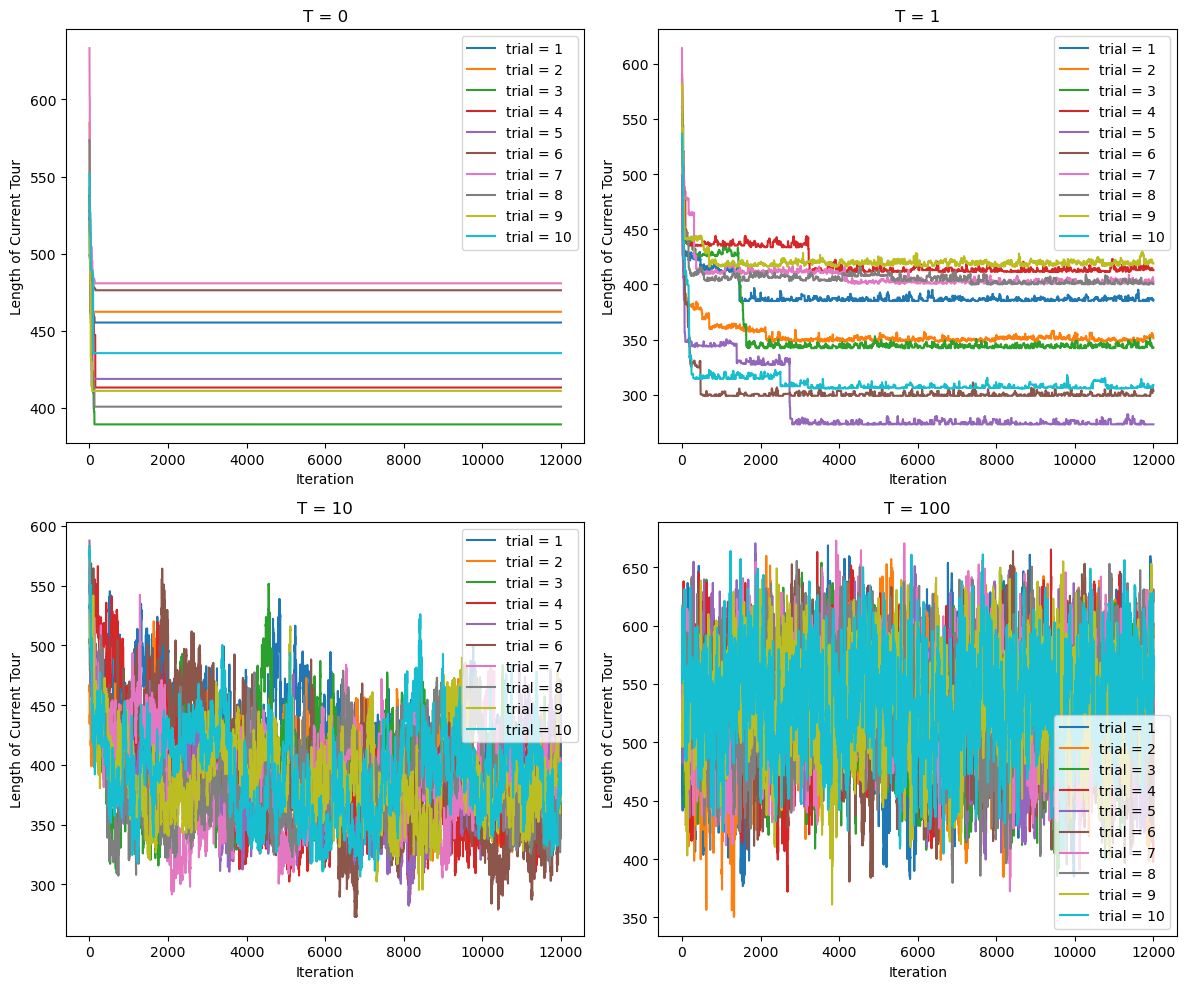 T = 0
600
550
500
450
400
Length of Current Tour
0 2000 4000 6000 8000 10000 12000
Iteration
trial = 1
trial = 2
trial = 3
trial = 4
trial = 5
trial = 6
trial = 7
trial = 8
trial = 9
trial = 10
T = 1
600
550
500
450
400
350
300
Length of Current Tour
0 2000 4000 6000 8000 10000 12000
Iteration
trial = 1
trial = 2
trial = 3
trial = 4
trial = 5
trial = 6
trial = 7
trial = 8
trial = 9
trial = 10
T = 10
600
550
500
450
400
350
300
Length of Current Tour
0 2000 4000 6000 8000 10000 12000
Iteration
trial = 1
trial = 2
trial = 3
trial = 4
trial = 5
trial = 6
trial = 7
trial = 8
trial = 9
trial = 10
T = 100
650
600
550
500
450
400
350
Length of Current Tour
0 2000 4000 6000 8000 10000 12000
Iteration
trial = 1
trial = 2
trial = 3
trial = 4
trial = 5
trial = 6
trial = 7
trial = 8
trial = 9
trial = 10